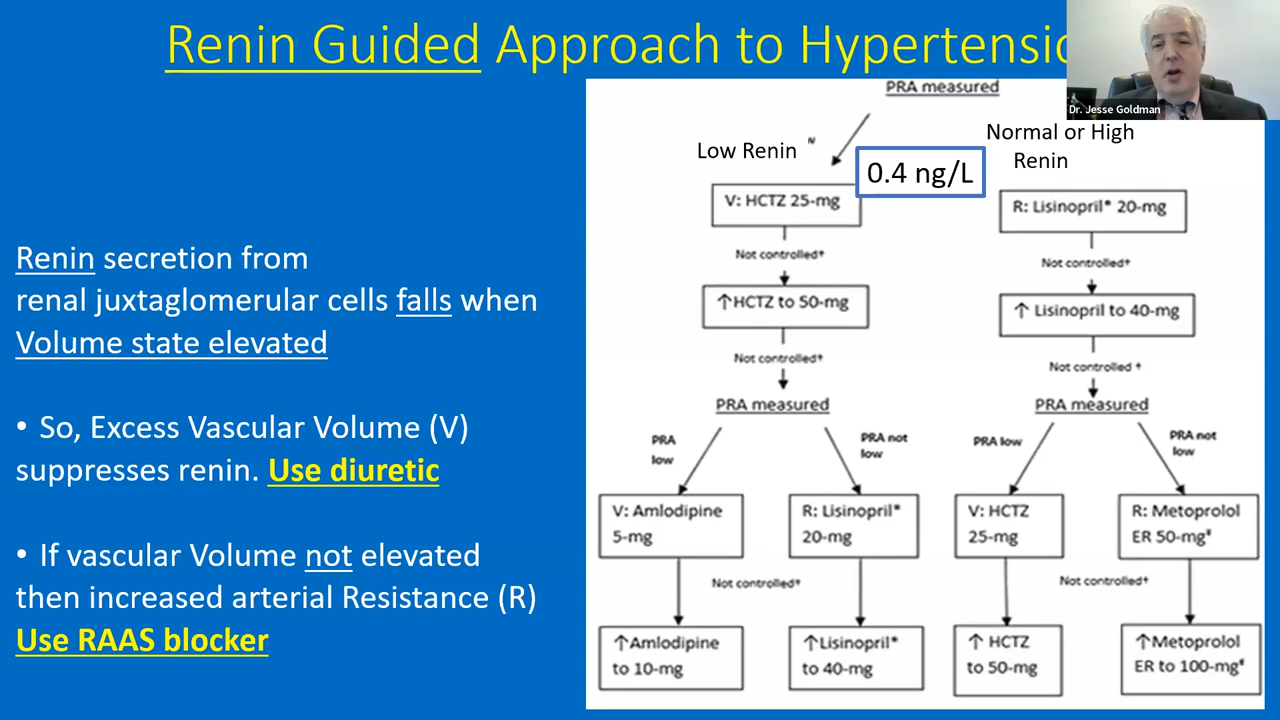 Renin Guided Approach to Hypertensio
Dr. Jesse Goldman
Renin secretion from
renal juxtaglomerular cells falls when
Volume state elevated
• So, Excess Vascular Volume (V)
suppresses renin. Use diuretic
• If vascular Volume not elevated
then increased arterial Resistance (R)
Use RAAS blocker
PRA measured
Low Renin
0.4 ng/L
Normal or High
Renin
V: HCTZ 25-mg
R: Lisinopril* 20-mg
Not controlled†
Not controlled†
↑HCTZ to 50-mg
↑ Lisinopril to 40-mg
Not controlled†
Not controlled †
PRA measured
PRA measured
PRA
low
PRA not
low
PRA low
PRA not
low
V: Amlodipine
5-mg
R: Lisinopril*
20-mg
V: HCTZ
25-mg
R: Metoprolol
ER 50-mg¥
Not controlled†
Not controlled†
↑Amlodipine
to 10-mg
↑Lisinopril*
to 40-mg
↑ HCTZ
to 50-mg
↑Metoprolol
ER to 100-mg¥